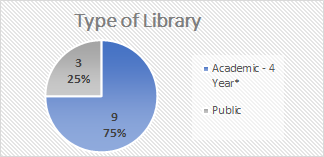 Type of Library
3
25%
9
75%
Academic - 4
Year*
Public